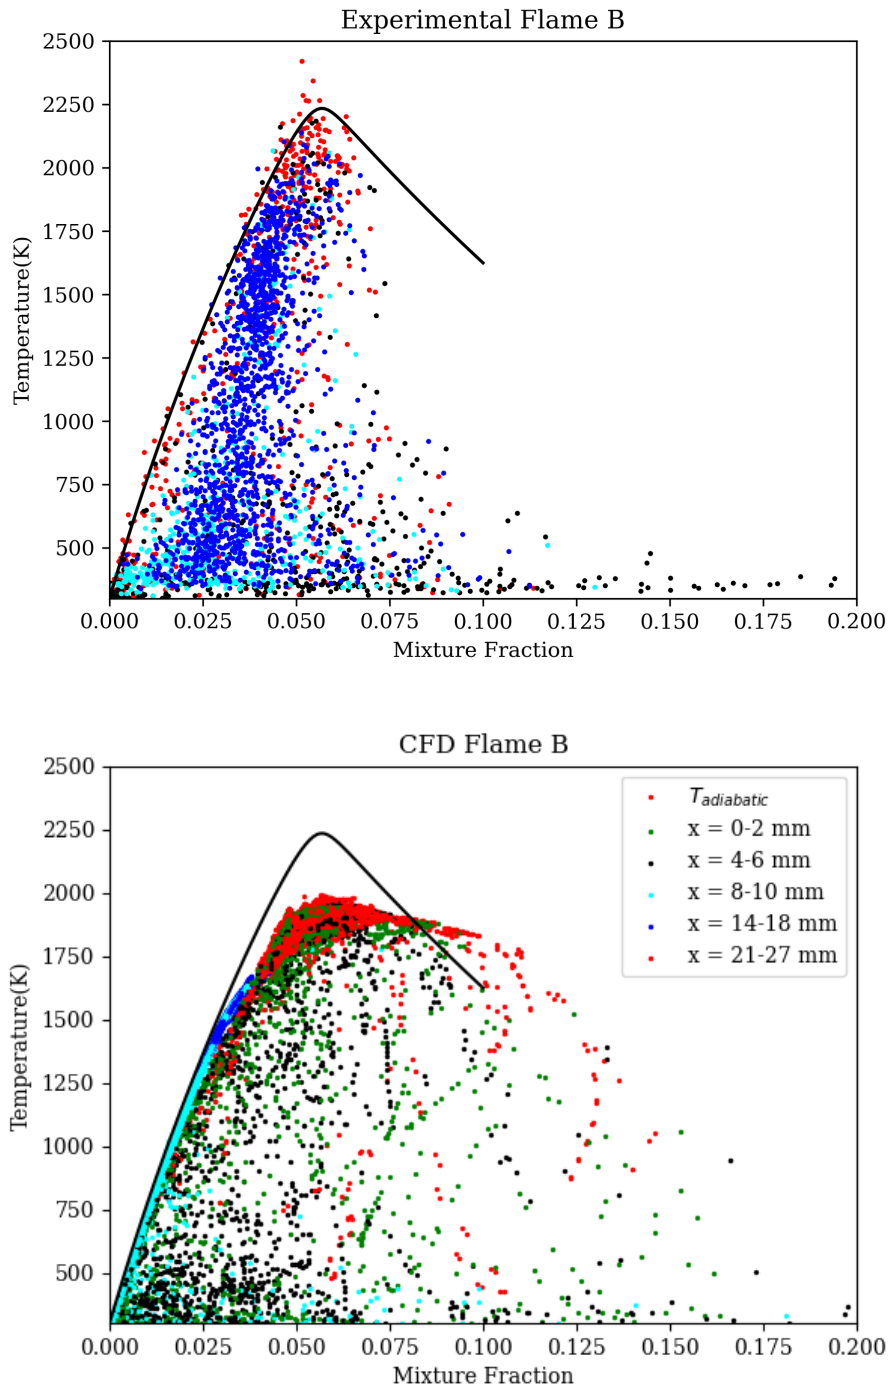 Experimental Flame B
2500
2250
2000
1750
1500
1250
1000
750
500
Temperature(K)
0.000 0.025 0.050 0.075 0.100 0.125 0.150 0.175 0.200
Mixture Fraction
CFD Flame B
2500
2250
2000
1750
1500
1250
1000
750
500
Temperature(K)
T_adiabatic
x = 0-2 mm
x = 4-6 mm
x = 8-10 mm
x = 14-18 mm
x = 21-27 mm
0.000 0.025 0.050 0.075 0.100 0.125 0.150 0.175 0.200
Mixture Fraction